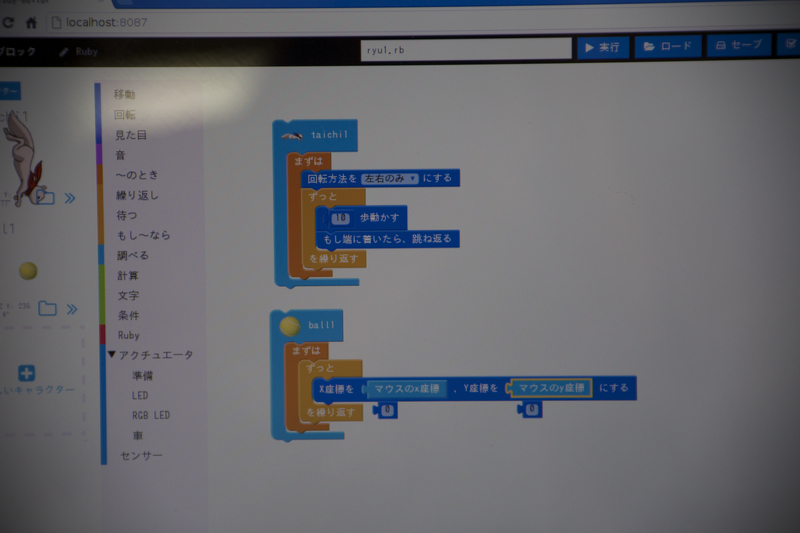 localhost:8087
ブロック Ruby ryu1.rb 実行 ロード セーブ
移動
回転
見た目
音
〜のとき
繰り返し
待つ
もし〜なら
調べる
計算
文字
条件
Ruby
▼アクチュエータ
準備
LED
RGB LED
車
センサー
taichi1
まずは
回転方法を 左右のみ ▼ にする
ずっと
10 歩動かす
もし端に着いたら、跳ね返る
を繰り返す
ball1
まずは
ずっと
X座標を マウスのx座標 、Y座標を マウスのy座標 にする
を繰り返す 0 0
いキャラクター